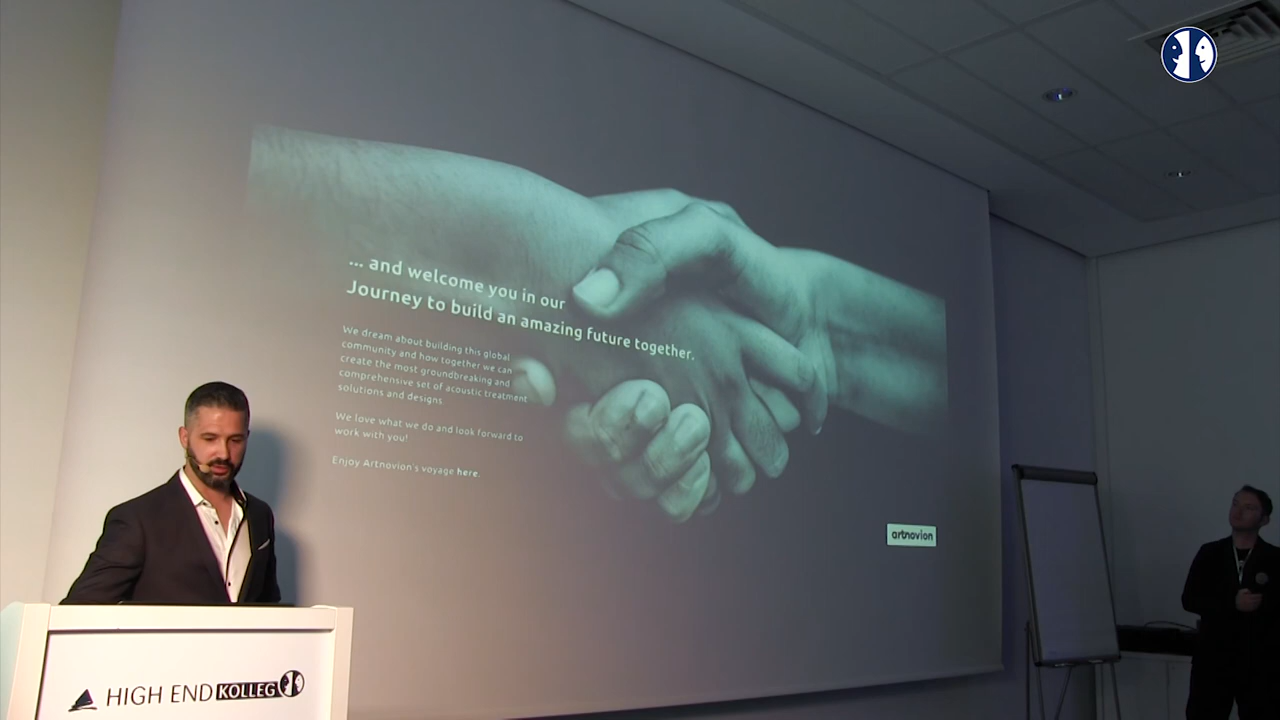 ... and welcome you in our
Journey to build an amazing future together.
We dream about building this global
community and how together we can
create the most groundbreaking and
comprehensive set of acoustic treatment
solutions and designs.
We love what we do and look forward to
work with you!
Enjoy Artnovion's voyage here.
artnovion
HIGH END KOLLEG